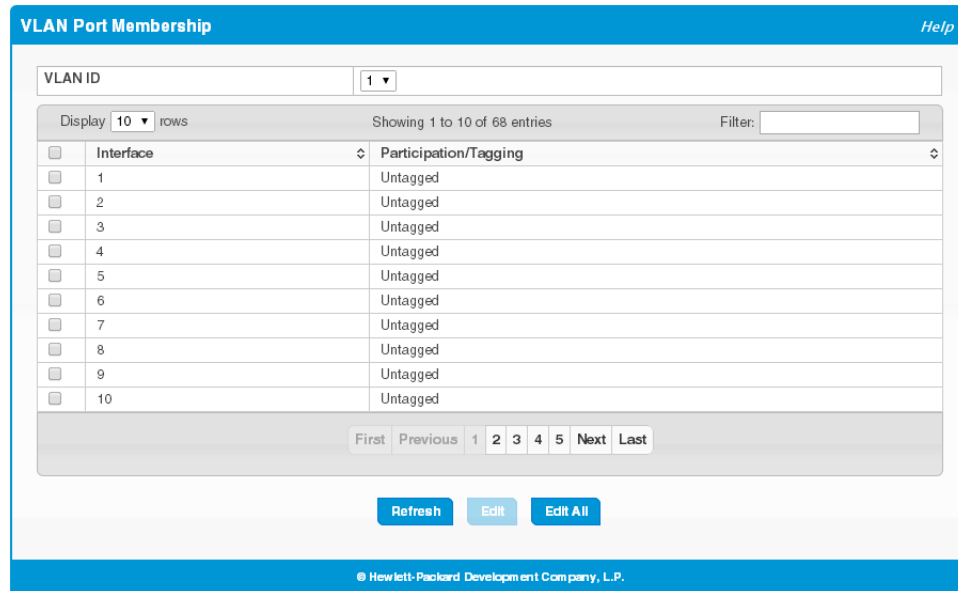 VLAN Port Membership Help
VLAN ID 1
Display 10 rows Showing 1 to 10 of 68 entries Filter:
Interface Participation/Tagging
1 Untagged
2 Untagged
3 Untagged
4 Untagged
5 Untagged
6 Untagged
7 Untagged
8 Untagged
9 Untagged
10 Untagged
First Previous 1 2 3 4 5 Next Last
Refresh Edit Edit All
© Hewlett-Packard Development Company, L.P.